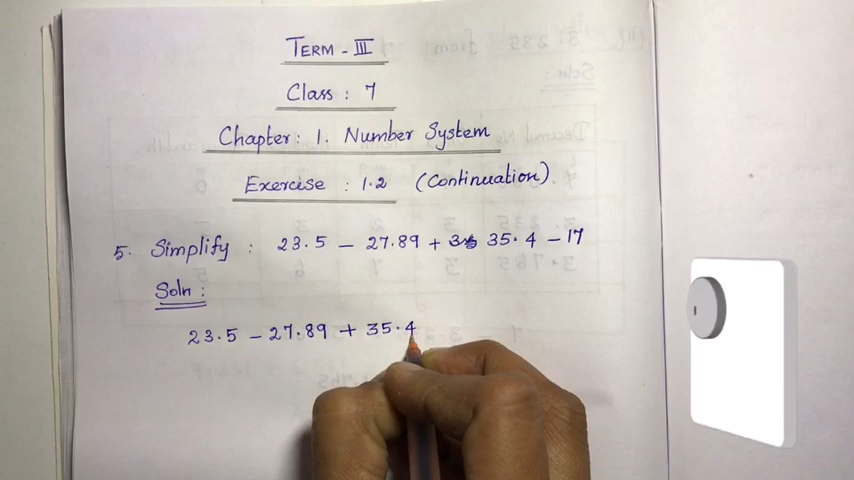 TERM - III
Class : 7
Chapter: 1. Number System
Exercise : 1.2 (Continuation)
5. Simplify : 23.5 - 27.89 + 35.4 - 17
Soln :
23.5 - 27.89 + 35.4